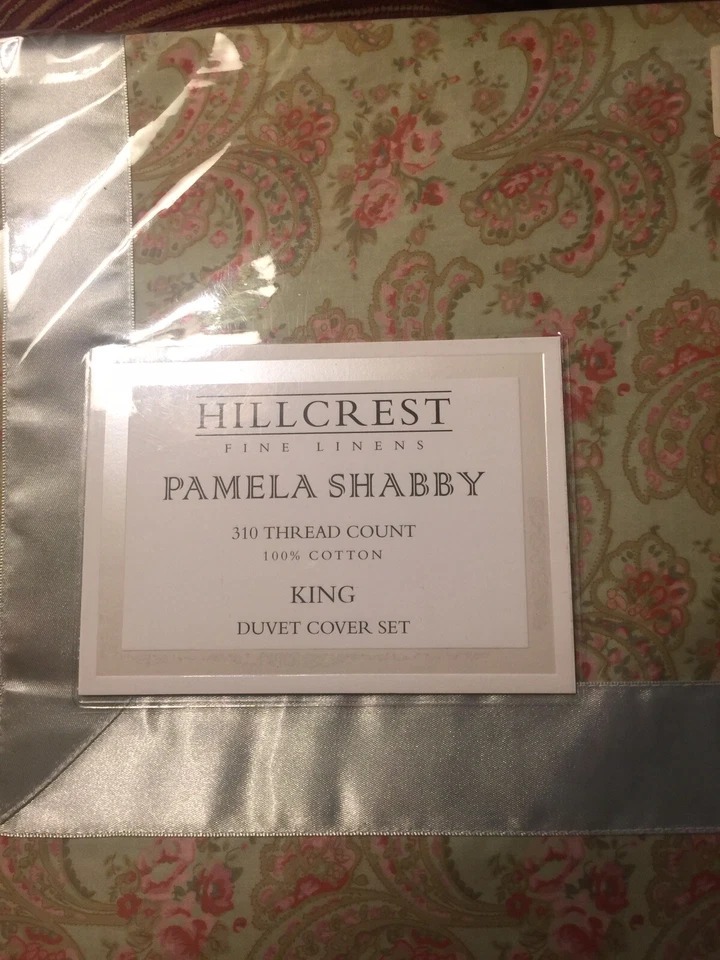 HILLCREST
FINE LINENS
PAMELA SHABBY
310 THREAD COUNT
100% COTTON
KING
DUVET COVER SET